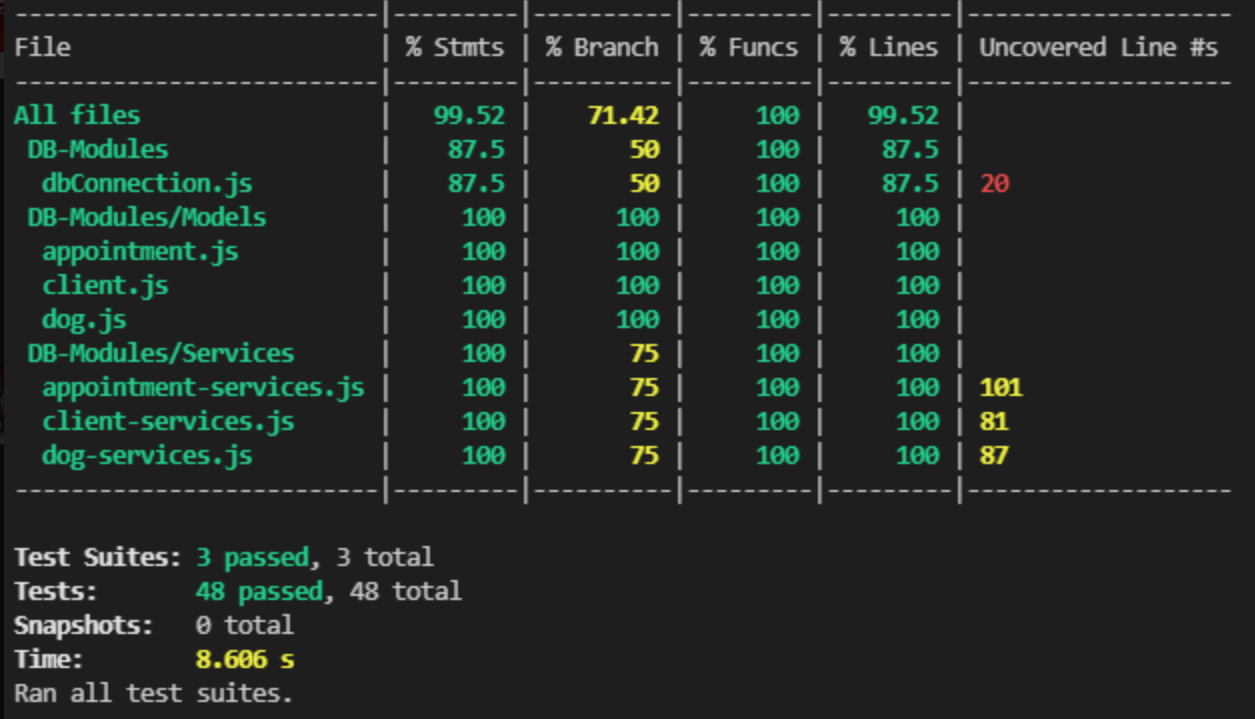 ---------------------------|---------|----------|---------|---------|-------------------
File                       | % Stmts | % Branch | % Funcs | % Lines | Uncovered Line #s
---------------------------|---------|----------|---------|---------|-------------------
All files                  |   99.52 |    71.42 |     100 |   99.52 |
 DB-Modules                |    87.5 |       50 |     100 |    87.5 |
  dbConnection.js          |    87.5 |       50 |     100 |    87.5 | 20
 DB-Modules/Models         |     100 |      100 |     100 |     100 |
  appointment.js           |     100 |      100 |     100 |     100 |
  client.js                |     100 |      100 |     100 |     100 |
  dog.js                   |     100 |      100 |     100 |     100 |
 DB-Modules/Services       |     100 |       75 |     100 |     100 |
  appointment-services.js  |     100 |       75 |     100 |     100 | 101
  client-services.js       |     100 |       75 |     100 |     100 | 81
  dog-services.js          |     100 |       75 |     100 |     100 | 87
---------------------------|---------|----------|---------|---------|-------------------
Test Suites: 3 passed, 3 total
Tests:       48 passed, 48 total
Snapshots:   0 total
Time:        8.606 s
Ran all test suites.